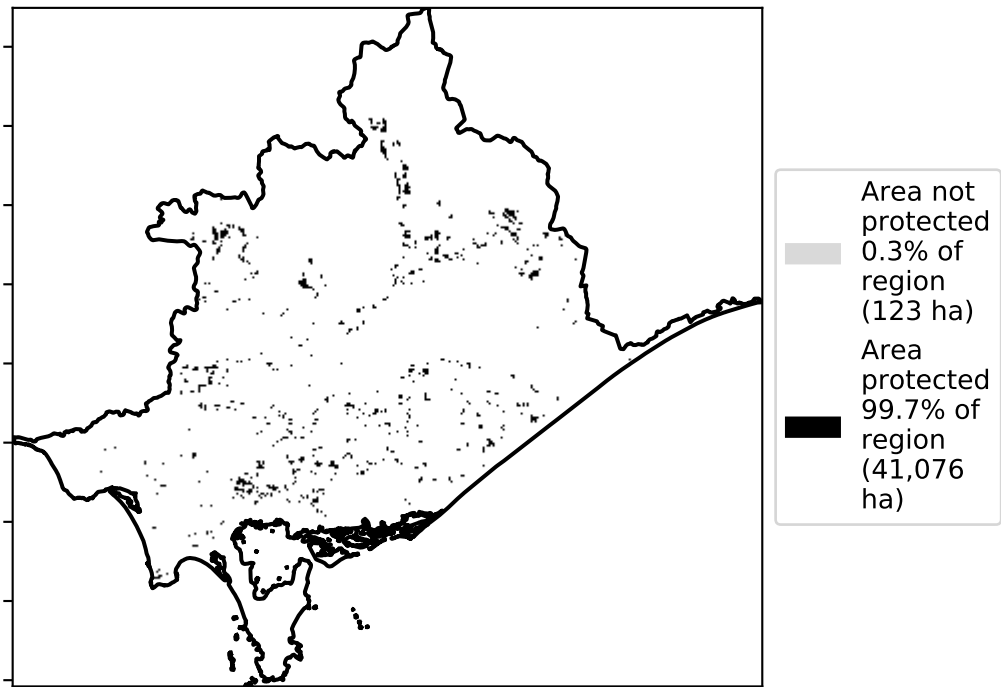 Area not
protected
0.3% of
region
(123 ha)
Area
protected
99.7% of
region
(41,076
ha)